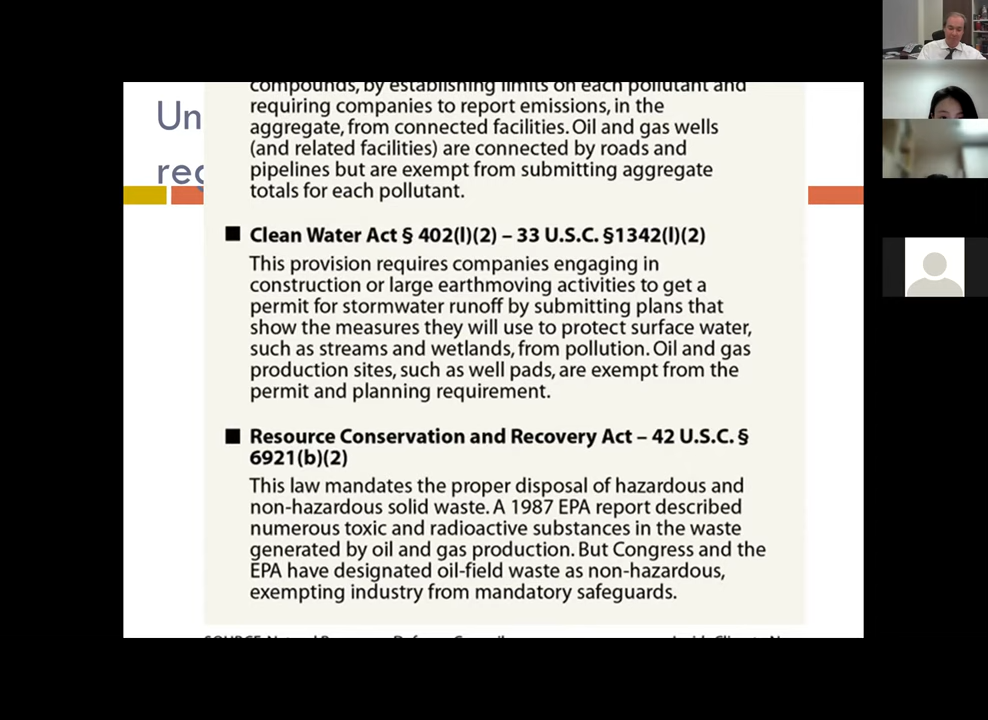 Un
reg
compounds, by establishing limits on each pollutant and
requiring companies to report emissions, in the
aggregate, from connected facilities. Oil and gas wells
(and related facilities) are connected by roads and
pipelines but are exempt from submitting aggregate
totals for each pollutant.
■ Clean Water Act § 402(l)(2) – 33 U.S.C. §1342(l)(2)
This provision requires companies engaging in
construction or large earthmoving activities to get a
permit for stormwater runoff by submitting plans that
show the measures they will use to protect surface water,
such as streams and wetlands, from pollution. Oil and gas
production sites, such as well pads, are exempt from the
permit and planning requirement.
■ Resource Conservation and Recovery Act – 42 U.S.C. §
6921(b)(2)
This law mandates the proper disposal of hazardous and
non-hazardous solid waste. A 1987 EPA report described
numerous toxic and radioactive substances in the waste
generated by oil and gas production. But Congress and the
EPA have designated oil-field waste as non-hazardous,
exempting industry from mandatory safeguards.